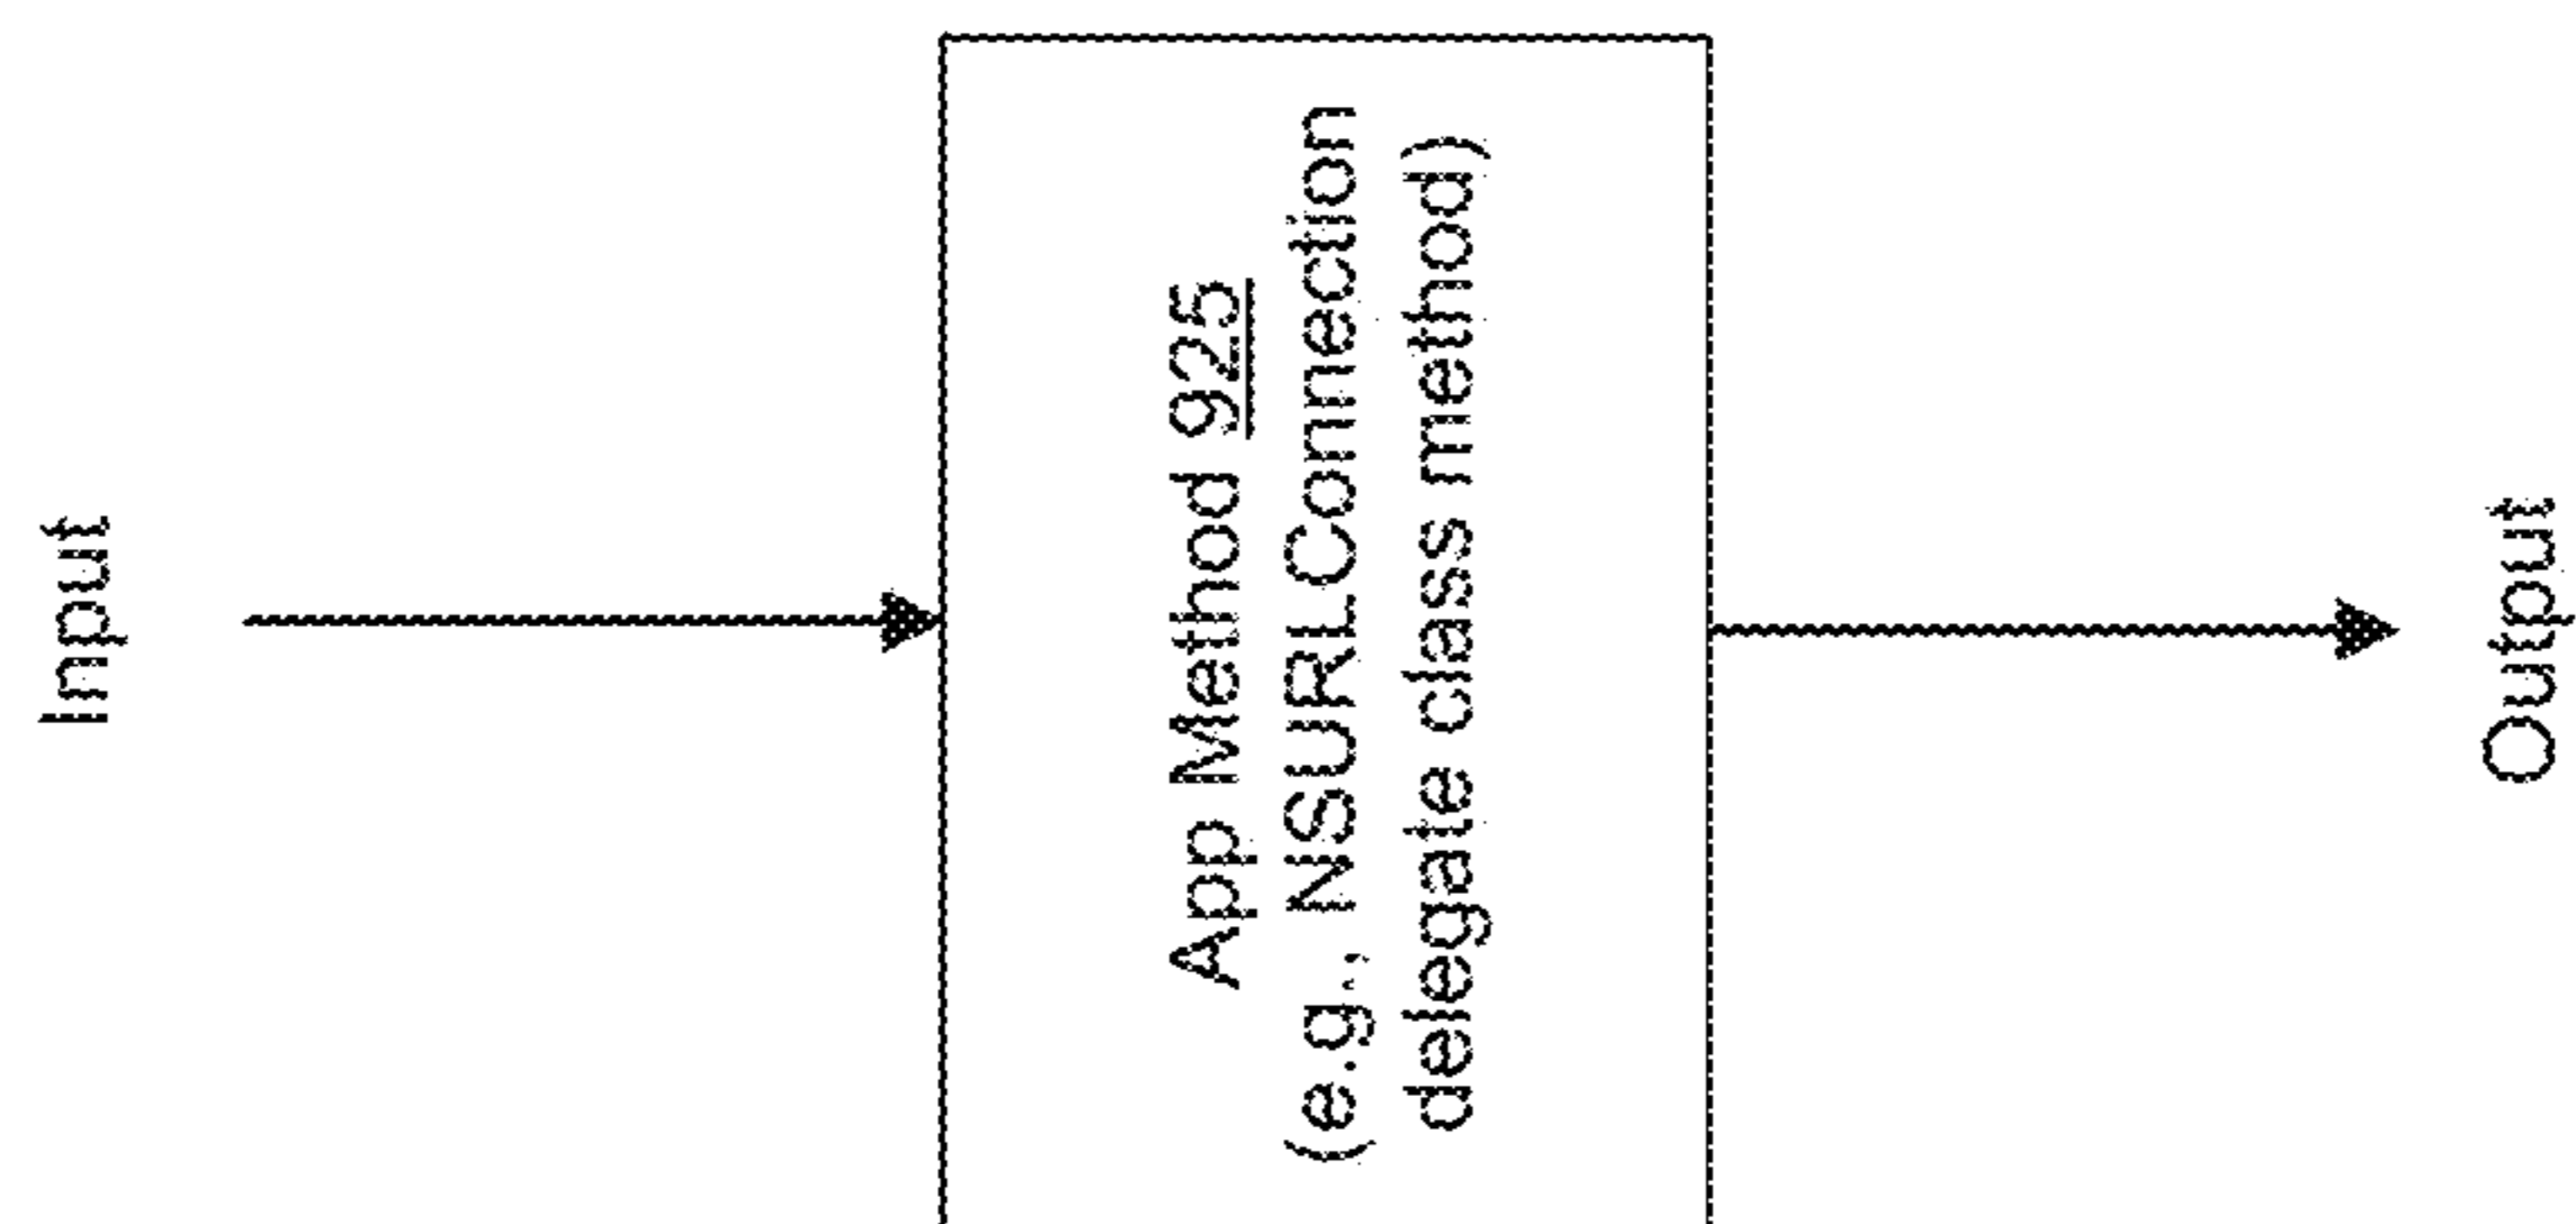 Input
App Method 925
(e.g., NSURLConnection
delegate class method)
Output